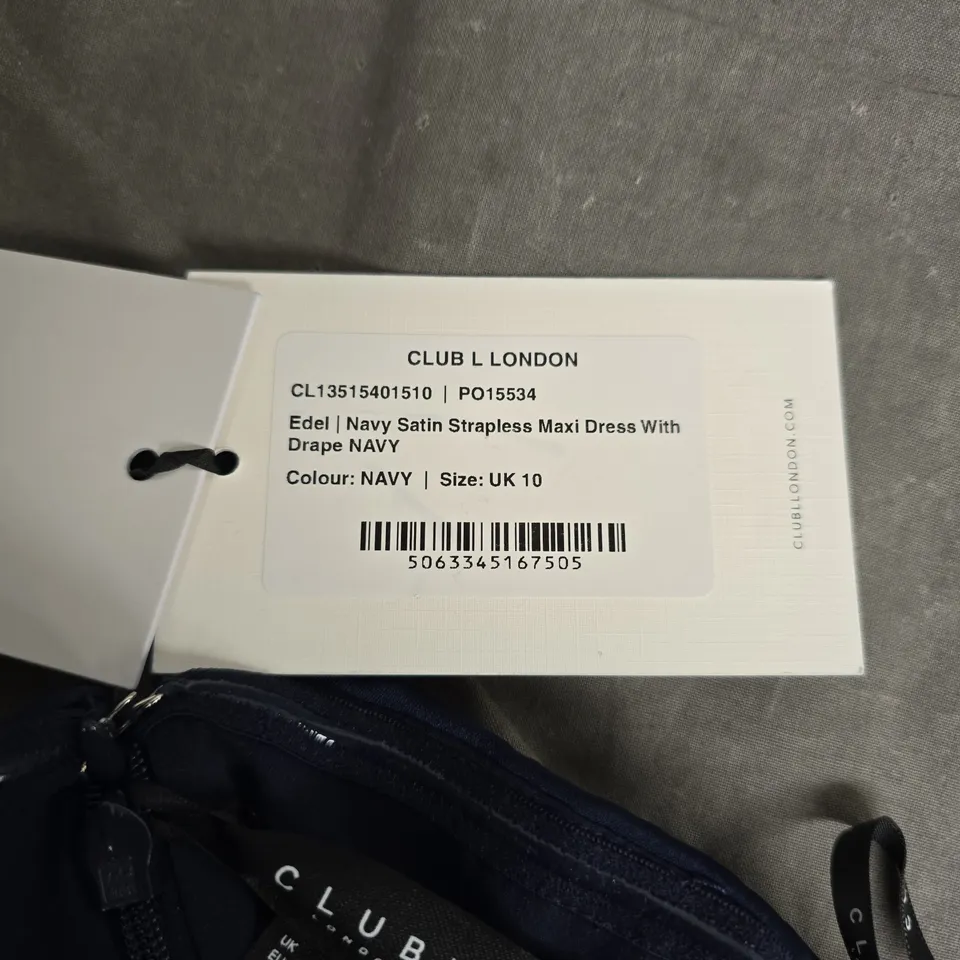 CLUB L LONDON
CL13515401510 | PO15534
Edel | Navy Satin Strapless Maxi Dress With
Drape NAVY
Colour: NAVY | Size: UK 10
5063345167505
CLUBLLONDON.COM
CLUB
UK
C L